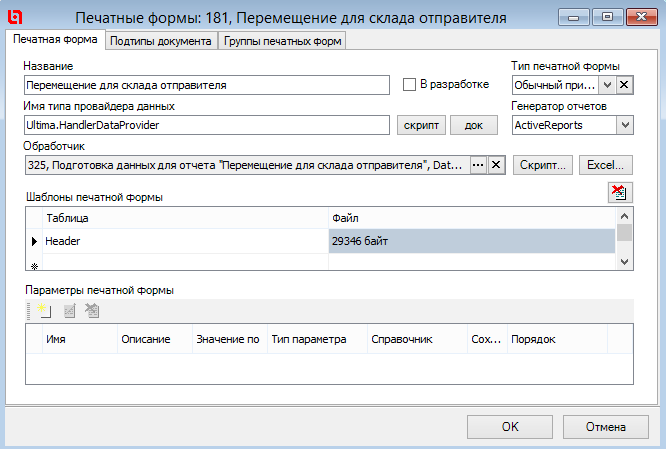 Печатные формы: 181, Перемещение для склада отправителя
Печатная форма Подтипы документа Группы печатных форм
Название Тип печатной формы
Перемещение для склада отправителя В разработке Обычный при...
Имя типа провайдера данных Генератор отчетов
Ultima.HandlerDataProvider скрипт док ActiveReports
Обработчик
325, Подготовка данных для отчета "Перемещение для склада отправителя", Dat... Скрипт... Excel...
Шаблоны печатной формы
Таблица Файл
Header 29346 байт
Параметры печатной формы
Имя Описание Значение по Тип параметра Справочник Сох... Порядок
OK Отмена